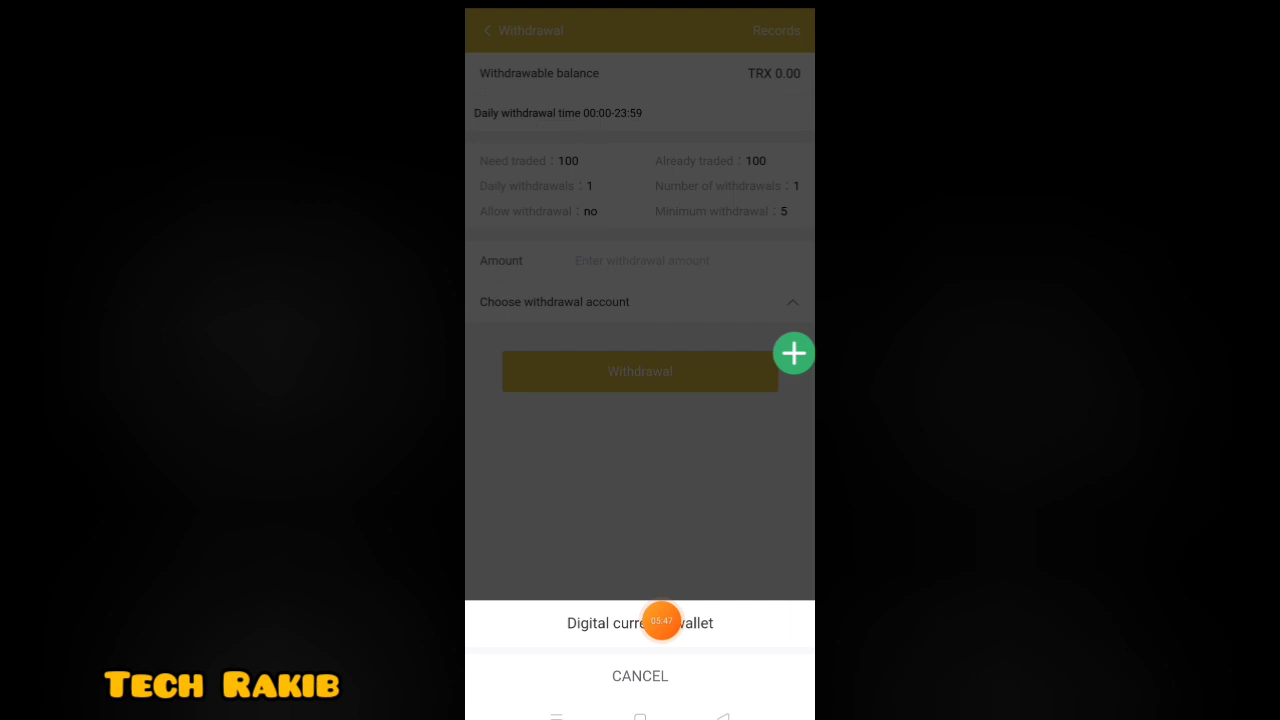 Withdrawal Records
Withdrawable balance TRX 0.00
Daily withdrawal time 00:00-23:59
Need traded : 100 Already traded : 100
Daily withdrawals : 1 Number of withdrawals : 1
Allow withdrawal : no Minimum withdrawal : 5
Amount Enter withdrawal amount
Choose withdrawal account
Withdrawal
Digital curre allet
05:47
CANCEL
Tech Rakib